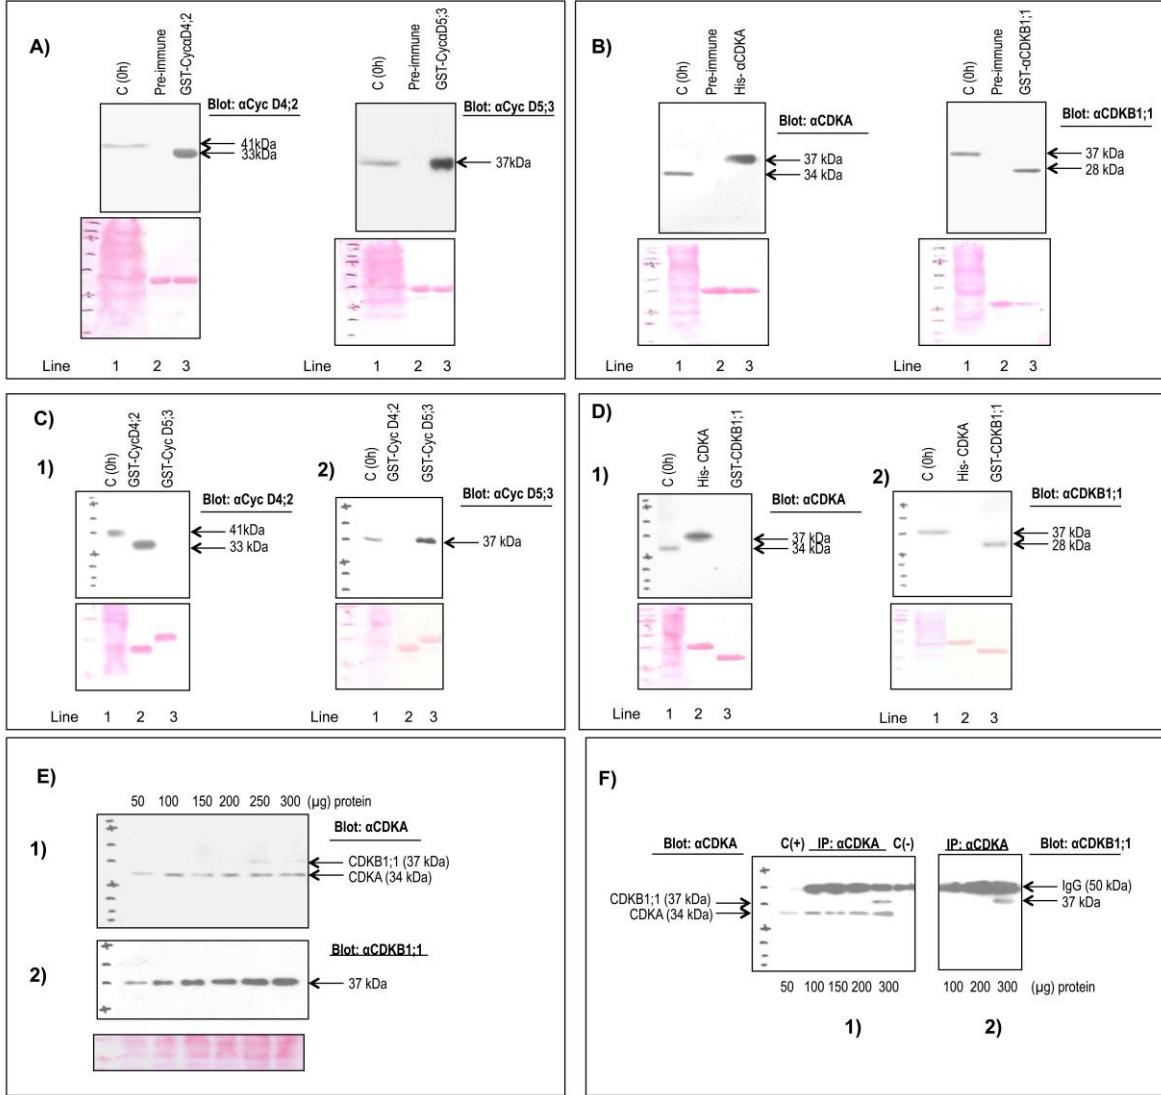 A)
C (0h)
Pre-immune
GST-CycαD4;2
Blot: αCyc D4;2
41kDa
33kDa
C (0h)
Pre-immune
GST-CycαD5;3
Blot: αCyc D5;3
37kDa
Line 1 2 3
Line 1 2 3
B)
C (0h)
Pre-immune
His- αCDKA
Blot: αCDKA
37 kDa
34 kDa
C (0h)
Pre-immune
GST-αCDKB1;1
Blot: αCDKB1;1
37 kDa
28 kDa
Line 1 2 3
Line 1 2 3
C)
1)
C (0h)
GST-CycD4;2
GST-Cyc D5;3
Blot: αCyc D4;2
41kDa
33 kDa
2)
C (0h)
GST-Cyc D4;2
GST-Cyc D5;3
Blot: αCyc D5;3
37 kDa
Line 1 2 3
Line 1 2 3
D)
1)
C (0h)
His- CDKA
GST-CDKB1;1
Blot: αCDKA
37 kDa
34 kDa
2)
C (0h)
His- CDKA
GST-CDKB1;1
Blot: αCDKB1;1
37 kDa
28 kDa
Line 1 2 3
Line 1 2 3
E)
50 100 150 200 250 300 (µg) protein
1)
Blot: αCDKA
CDKB1;1 (37 kDa)
CDKA (34 kDa)
2)
Blot: αCDKB1;1
37 kDa
F)
Blot: αCDKA
C(+) IP: αCDKA C(-)
CDKB1;1 (37 kDa)
CDKA (34 kDa)
50 100 150 200 300
1)
IP: αCDKA
Blot: αCDKB1;1
IgG (50 kDa)
37 kDa
100 200 300 (µg) protein
2)